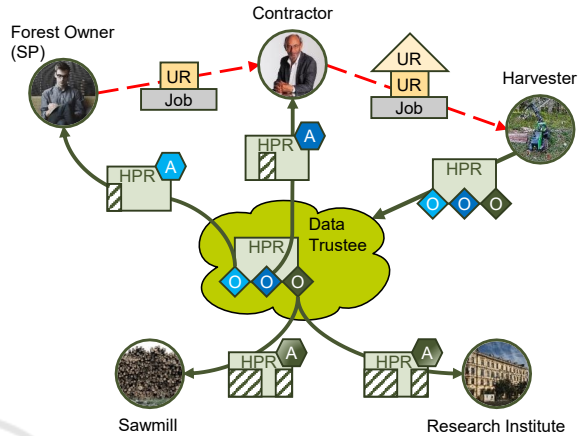 Contractor
Forest Owner
(SP)
UR
UR
UR
Job
Job
Harvester
A
HPR
A
HPR
HPR
O O O
Data
Trustee
HPR
O O O
HPR
A
HPR
A
Sawmill
Research Institute